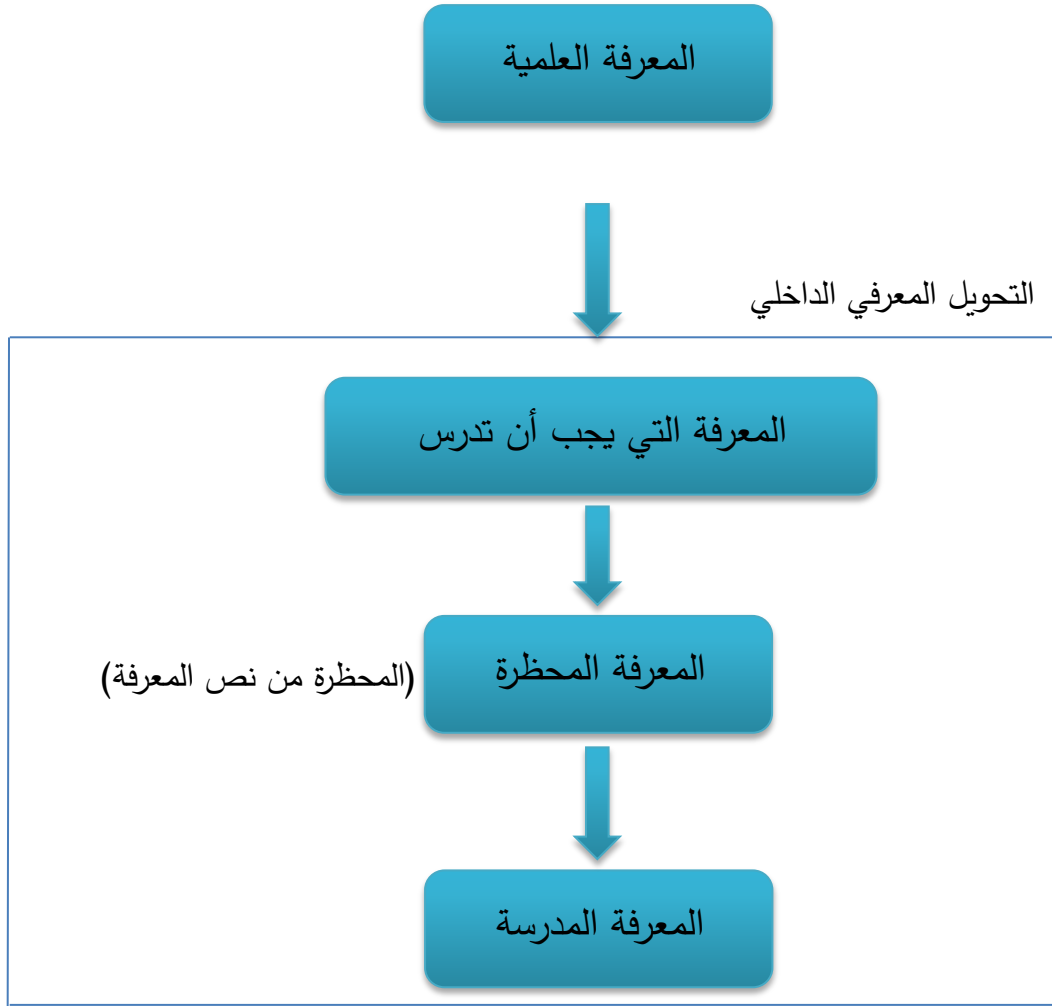 المعرفة العلمية
التحويل المعرفي الداخلي
المعرفة التي يجب أن تدرس
المعرفة المحظرة
(المحظرة من نص المعرفة)
المعرفة المدرسة